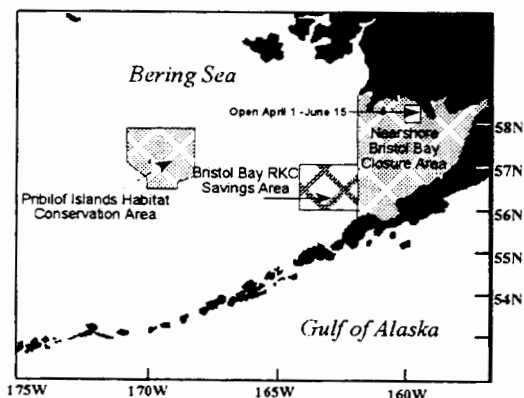 Bering Sea
Open April 1 - June 15
Nearshore
Bristol Bay
Closure Area
58N
Bristol Bay RKC
Savings Area
57N
Pribilof Islands Habitat
Conservation Area
56N
55N
54N
Gulf of Alaska
175W
170W
165W
160W